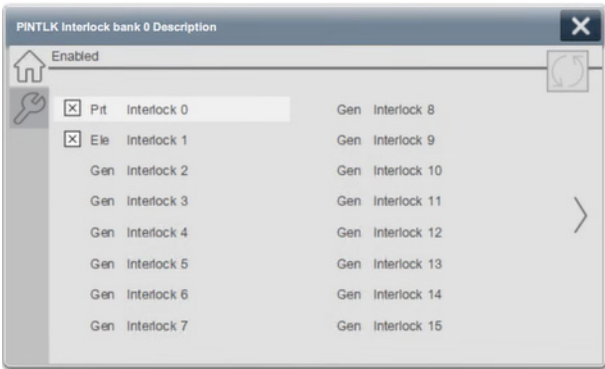 PINTLK Interlock bank 0 Description
Enabled
Prt Interlock 0
Ele Interlock 1
Gen Interlock 2
Gen Interlock 3
Gen Interlock 4
Gen Interlock 5
Gen Interlock 6
Gen Interlock 7
Gen Interlock 8
Gen Interlock 9
Gen Interlock 10
Gen Interlock 11
Gen Interlock 12
Gen Interlock 13
Gen Interlock 14
Gen Interlock 15